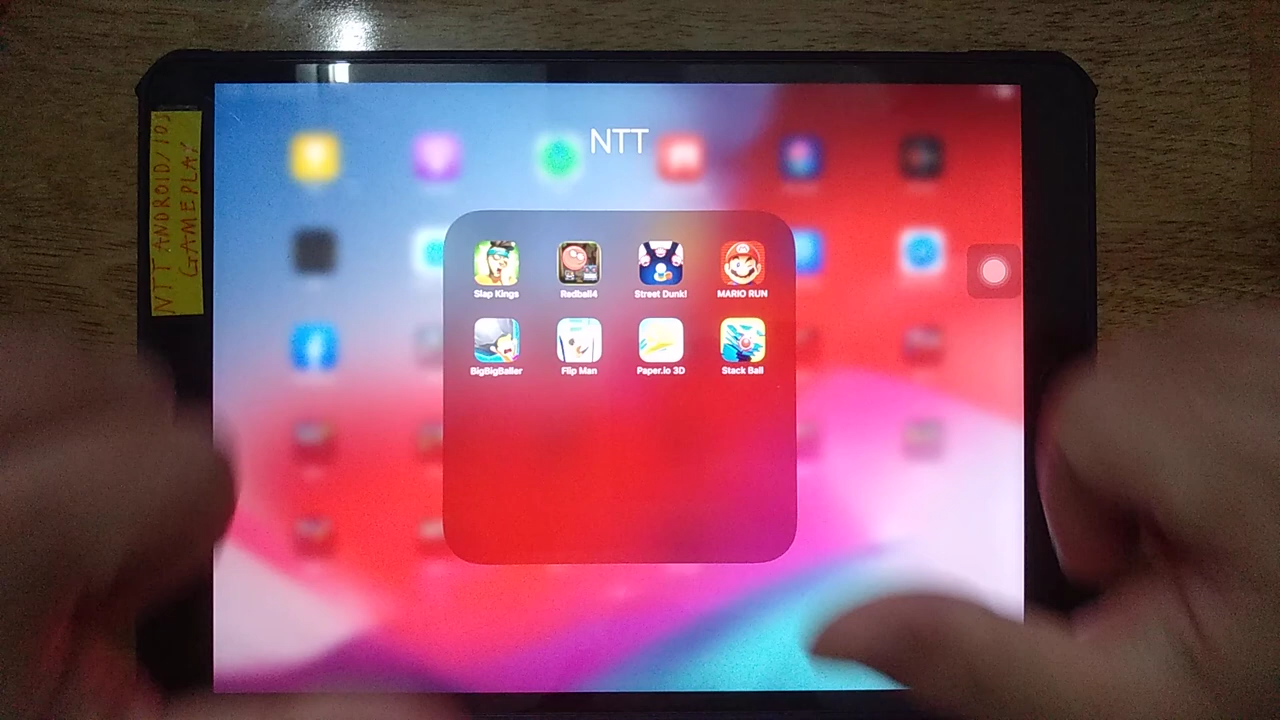 NTT ANDROID/IOS
GAMEPLAY
NTT
Slap Kings
Redball4
Street Dunk!
MARIO RUN
BigBigBaller
Flip Man
Paper.io 3D
Stack Ball